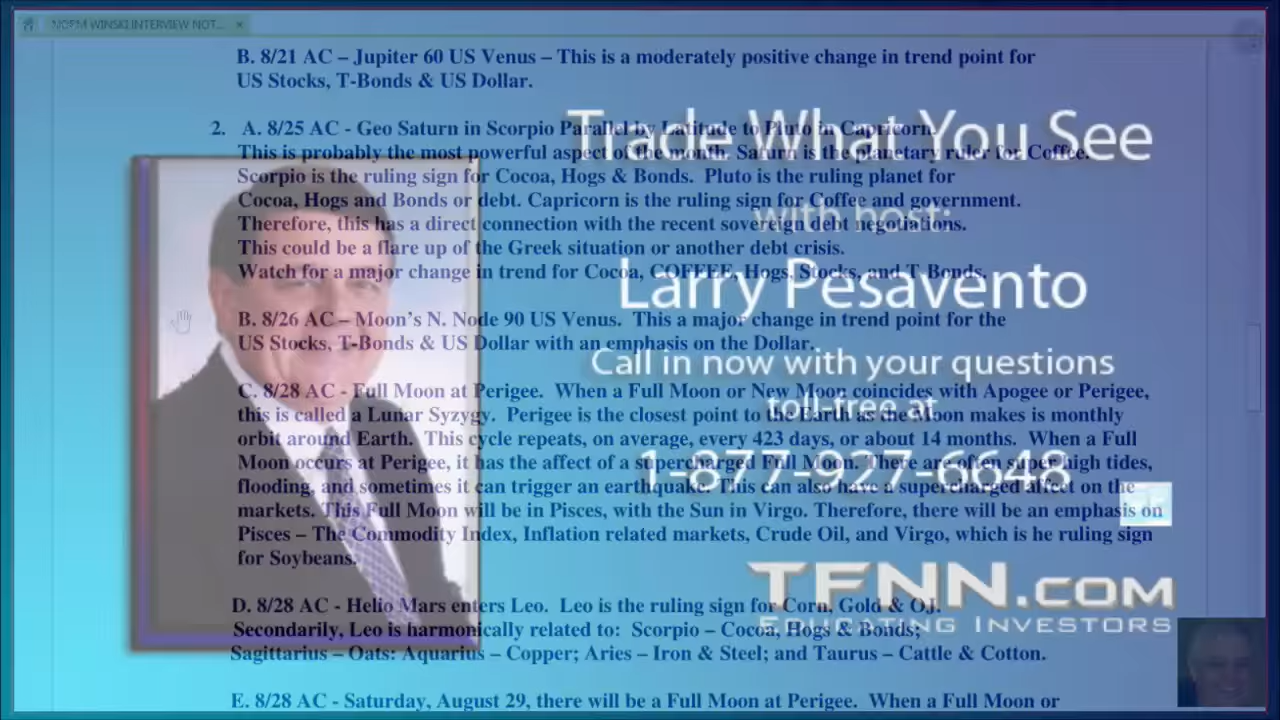 NORM WINSKI INTERVIEW NOT...
B. 8/21 AC – Jupiter 60 US Venus – This is a moderately positive change in trend point for
US Stocks, T-Bonds & US Dollar.
2. A. 8/25 AC - Geo Saturn in Scorpio Parallel by Latitude to Pluto in Capricorn.
This is probably the most powerful aspect of the month. Saturn is the planetary ruler for Coffee.
Scorpio is the ruling sign for Cocoa, Hogs & Bonds. Pluto is the ruling planet for
Cocoa, Hogs and Bonds or debt. Capricorn is the ruling sign for Coffee and government.
Therefore, this has a direct connection with the recent sovereign debt negotiations.
This could be a flare up of the Greek situation or another debt crisis.
Watch for a major change in trend for Cocoa, COFFEE, Hogs, Stocks, and T-Bonds.
B. 8/26 AC – Moon's N. Node 90 US Venus. This a major change in trend point for the
US Stocks, T-Bonds & US Dollar with an emphasis on the Dollar.
C. 8/28 AC - Full Moon at Perigee. When a Full Moon or New Moon coincides with Apogee or Perigee,
this is called a Lunar Syzygy. Perigee is the closest point to the Earth as the Moon makes is monthly
orbit around Earth. This cycle repeats, on average, every 423 days, or about 14 months. When a Full
Moon occurs at Perigee, it has the affect of a supercharged Full Moon. There are often super high tides,
flooding, and sometimes it can trigger an earthquake. This can also have a supercharged affect on the
markets. This Full Moon will be in Pisces, with the Sun in Virgo. Therefore, there will be an emphasis on
Pisces – The Commodity Index, Inflation related markets, Crude Oil, and Virgo, which is he ruling sign
for Soybeans.
D. 8/28 AC - Helio Mars enters Leo. Leo is the ruling sign for Corn, Gold & OJ.
Secondarily, Leo is harmonically related to: Scorpio – Cocoa, Hogs & Bonds;
Sagittarius – Oats: Aquarius – Copper; Aries – Iron & Steel; and Taurus – Cattle & Cotton.
E. 8/28 AC - Saturday, August 29, there will be a Full Moon at Perigee. When a Full Moon or
Trade What You See
with host:
Larry Pesavento
Call in now with your questions
toll-free at
1-877-927-6648
TFNN.COM
EDUCATING INVESTORS